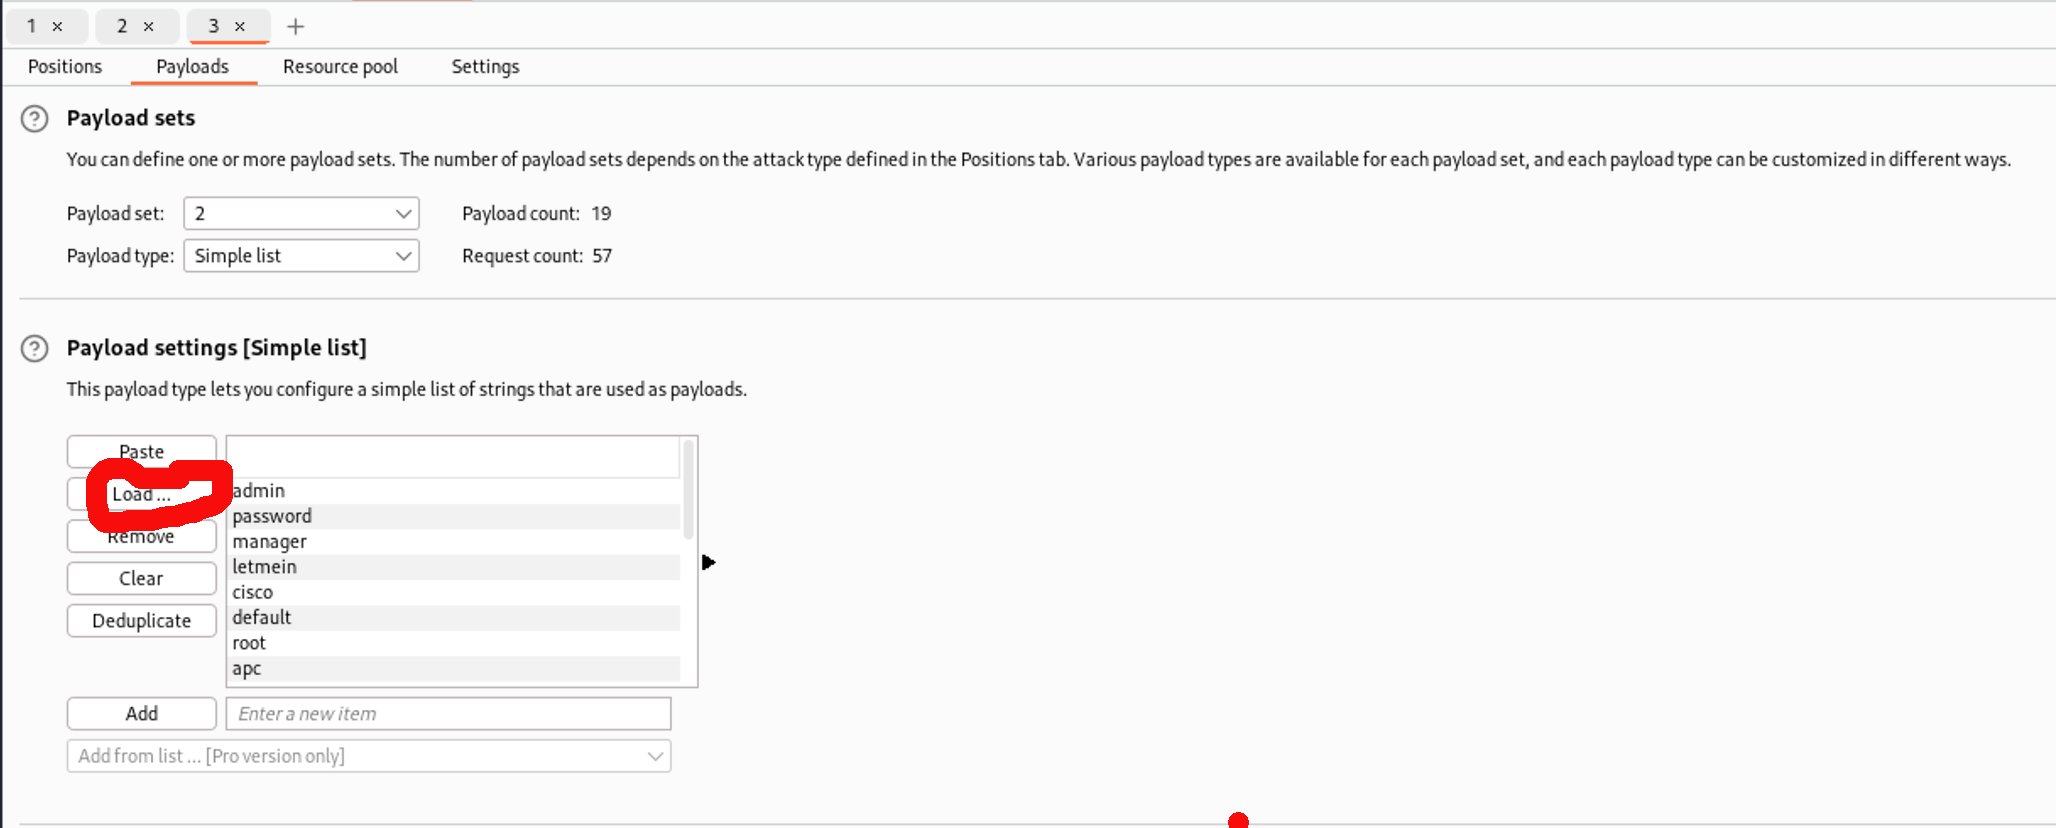 1 × 2 × 3 × +
Positions Payloads Resource pool Settings
? Payload sets
You can define one or more payload sets. The number of payload sets depends on the attack type defined in the Positions tab. Various payload types are available for each payload set, and each payload type can be customized in different ways.
Payload set: 2 Payload count: 19
Payload type: Simple list Request count: 57
? Payload settings [Simple list]
This payload type lets you configure a simple list of strings that are used as payloads.
Paste
Load ...
Remove
Clear
Deduplicate
admin
password
manager
letmein
cisco
default
root
apc
Add Enter a new item
Add from list ... [Pro version only]